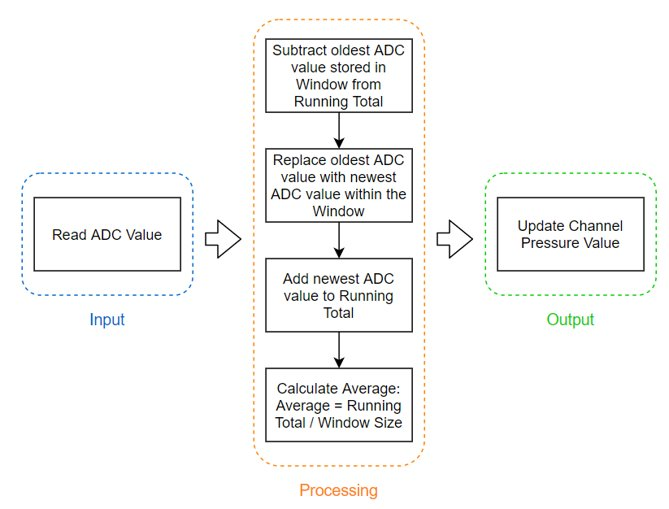 Read ADC Value
Input
Subtract oldest ADC
value stored in
Window from
Running Total
Replace oldest ADC
value with newest
ADC value within the
Window
Add newest ADC
value to Running
Total
Calculate Average:
Average = Running
Total / Window Size
Processing
Update Channel
Pressure Value
Output